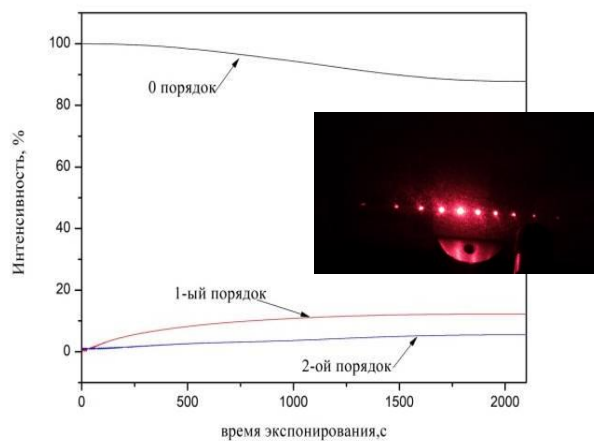 100
80
60
40
20
0
Интенсивность, %
0 порядок
1-ый порядок
2-ой порядок
0
500
1000
1500
2000
время экспонирования,с